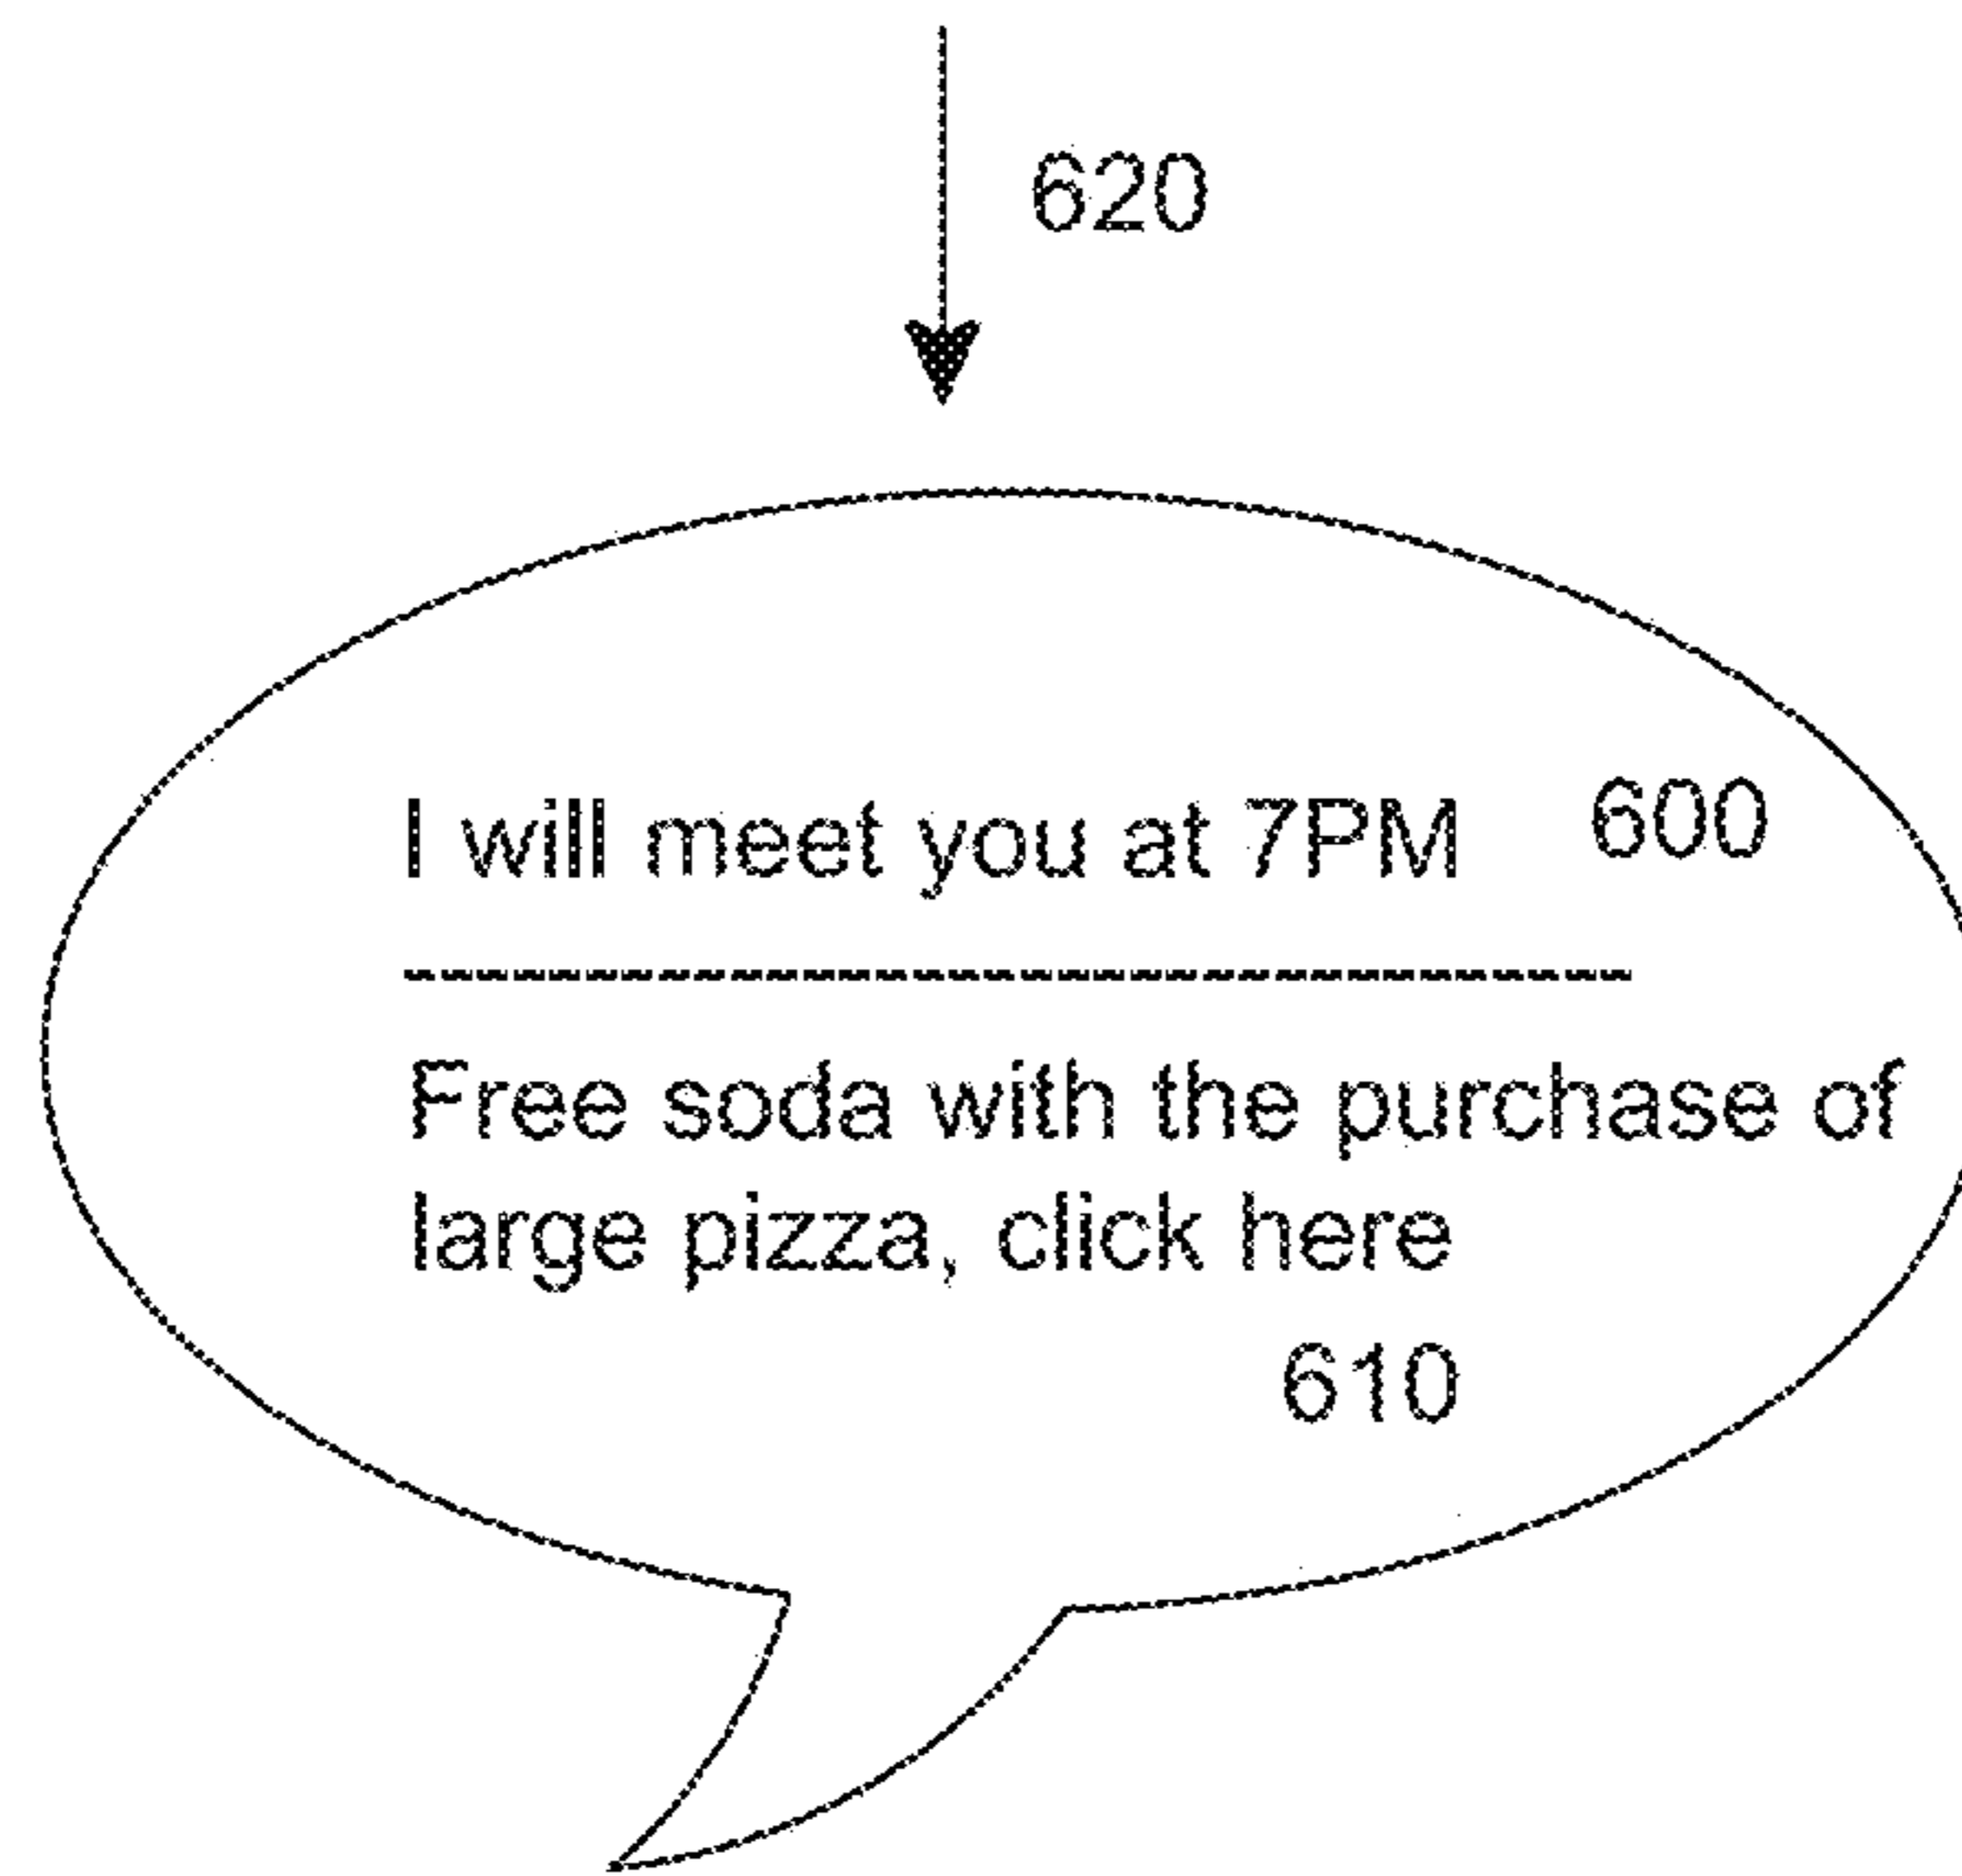 620
I will meet you at 7PM 600
----------------------------------
Free soda with the purchase of
large pizza, click here
610